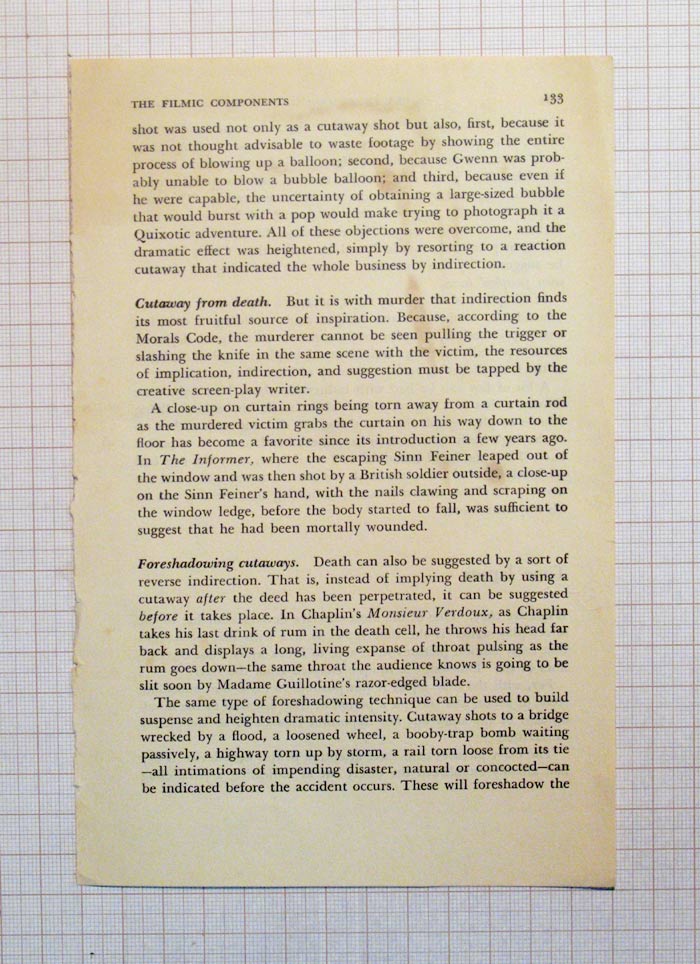 THE FILMIC COMPONENTS 133
shot was used not only as a cutaway shot but also, first, because it
was not thought advisable to waste footage by showing the entire
process of blowing up a balloon; second, because Gwenn was prob-
ably unable to blow a bubble balloon; and third, because even if
he were capable, the uncertainty of obtaining a large-sized bubble
that would burst with a pop would make trying to photograph it a
Quixotic adventure. All of these objections were overcome, and the
dramatic effect was heightened, simply by resorting to a reaction
cutaway that indicated the whole business by indirection.
Cutaway from death. But it is with murder that indirection finds
its most fruitful source of inspiration. Because, according to the
Morals Code, the murderer cannot be seen pulling the trigger or
slashing the knife in the same scene with the victim, the resources
of implication, indirection, and suggestion must be tapped by the
creative screen-play writer.
A close-up on curtain rings being torn away from a curtain rod
as the murdered victim grabs the curtain on his way down to the
floor has become a favorite since its introduction a few years ago.
In The Informer, where the escaping Sinn Feiner leaped out of
the window and was then shot by a British soldier outside, a close-up
on the Sinn Feiner's hand, with the nails clawing and scraping on
the window ledge, before the body started to fall, was sufficient to
suggest that he had been mortally wounded.
Foreshadowing cutaways. Death can also be suggested by a sort of
reverse indirection. That is, instead of implying death by using a
cutaway after the deed has been perpetrated, it can be suggested
before it takes place. In Chaplin's Monsieur Verdoux, as Chaplin
takes his last drink of rum in the death cell, he throws his head far
back and displays a long, living expanse of throat pulsing as the
rum goes down—the same throat the audience knows is going to be
slit soon by Madame Guillotine's razor-edged blade.
The same type of foreshadowing technique can be used to build
suspense and heighten dramatic intensity. Cutaway shots to a bridge
wrecked by a flood, a loosened wheel, a booby-trap bomb waiting
passively, a highway torn up by storm, a rail torn loose from its tie
—all intimations of impending disaster, natural or concocted—can
be indicated before the accident occurs. These will foreshadow the